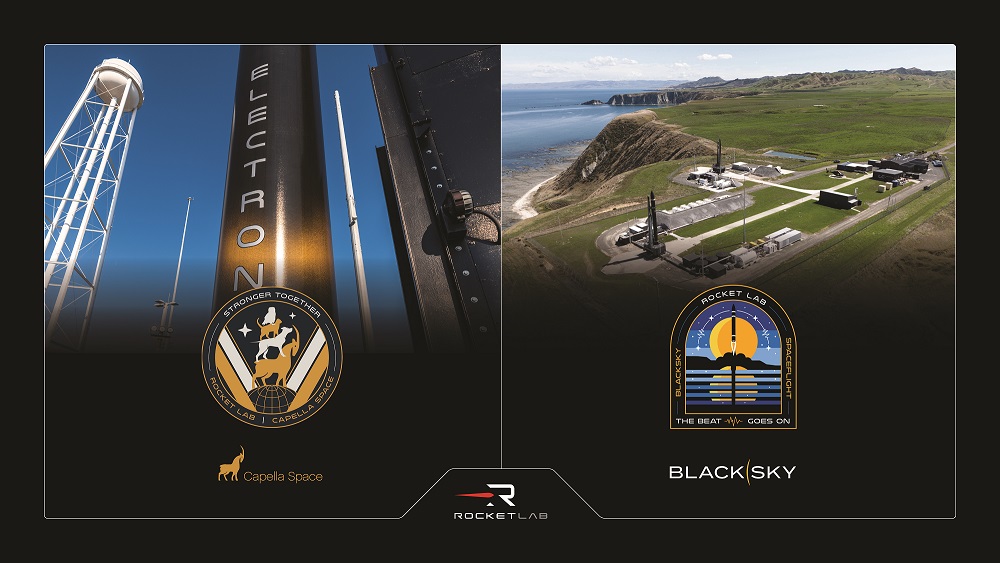 ELECTRON
STRONGER TOGETHER
ROCKET LAB | CAPELLA SPACE
Capella Space
ROCKET LAB
BLACKSKY
SPACEFLIGHT
THE BEAT GOES ON
BLACKSKY
ROCKETLAB